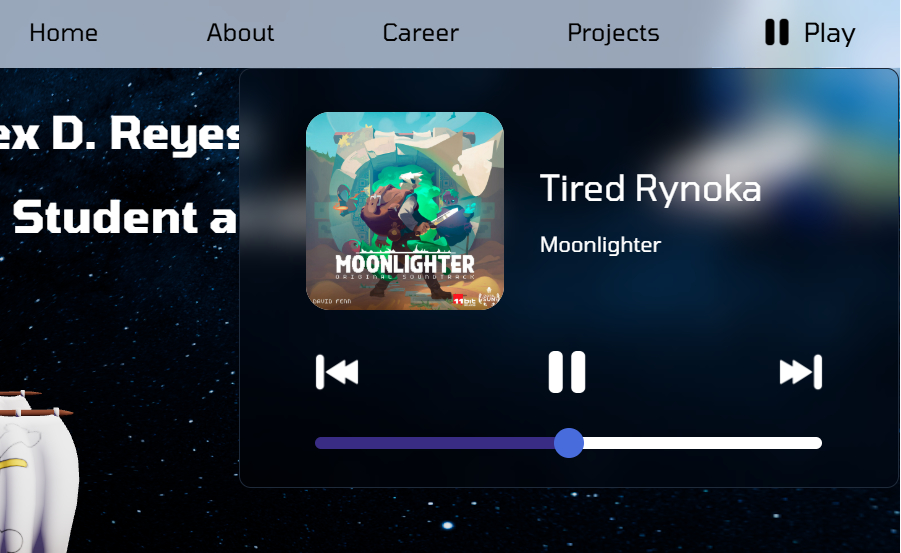 Home About Career Projects Play
ex D. Reyes
Student a
Tired Rynoka
Moonlighter
MOONLIGHTER
ORIGINAL SOUNDTRACK
DAVID FENN 11bit